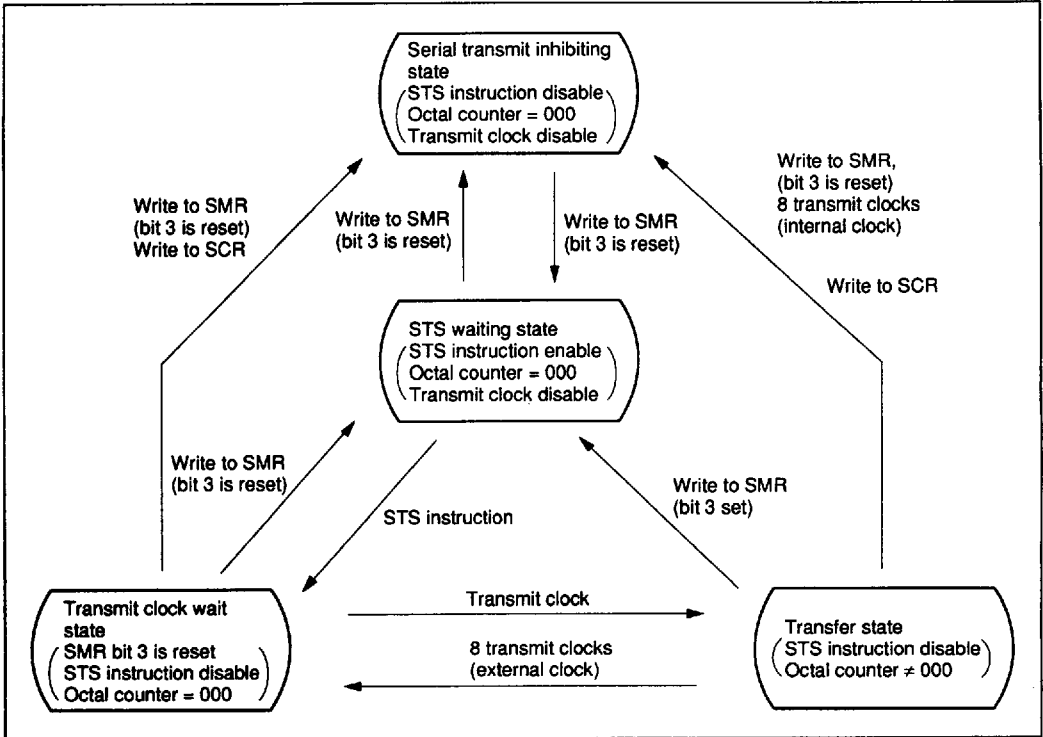 Serial transmit inhibiting
state
STS instruction disable
Octal counter = 000
Transmit clock disable
Write to SMR
(bit 3 is reset)
Write to SCR
Write to SMR
(bit 3 is reset)
Write to SMR
(bit 3 is reset)
Write to SMR,
(bit 3 is reset)
8 transmit clocks
(internal clock)
Write to SCR
STS waiting state
STS instruction enable
Octal counter = 000
Transmit clock disable
Write to SMR
(bit 3 is reset)
STS instruction
Write to SMR
(bit 3 set)
Transmit clock wait
state
SMR bit 3 is reset
STS instruction disable
Octal counter = 000
Transmit clock
8 transmit clocks
(external clock)
Transfer state
STS instruction disable
Octal counter ≠ 000